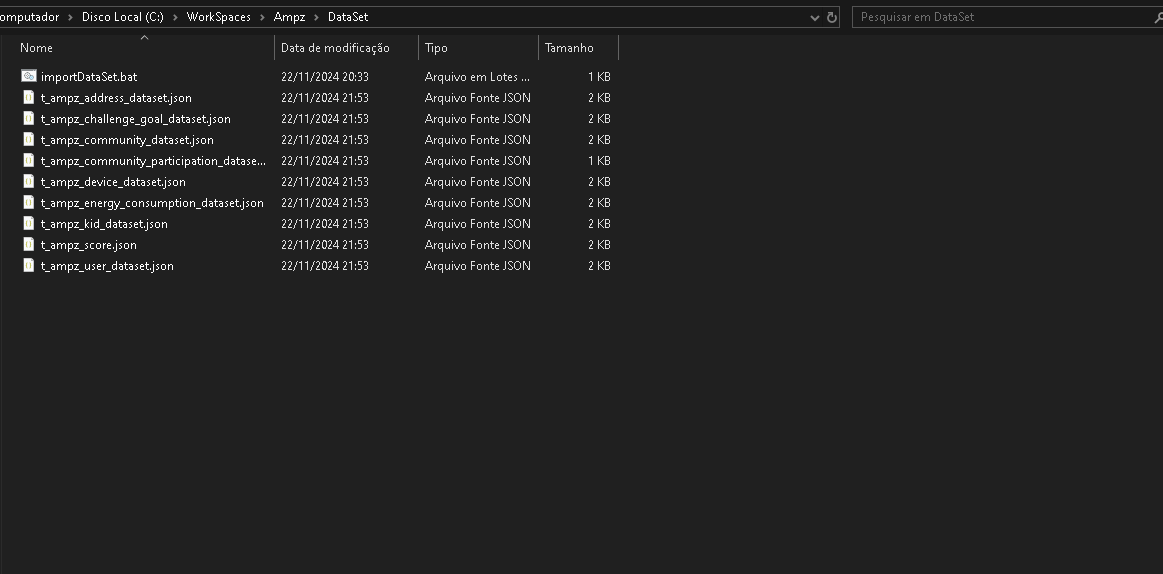 omputador > Disco Local (C:) > WorkSpaces > Ampz > DataSet Pesquisar em DataSet
Nome Data de modificação Tipo Tamanho
importDataSet.bat 22/11/2024 20:33 Arquivo em Lotes ... 1 KB
t_ampz_address_dataset.json 22/11/2024 21:53 Arquivo Fonte JSON 2 KB
t_ampz_challenge_goal_dataset.json 22/11/2024 21:53 Arquivo Fonte JSON 2 KB
t_ampz_community_dataset.json 22/11/2024 21:53 Arquivo Fonte JSON 2 KB
t_ampz_community_participation_datase... 22/11/2024 21:53 Arquivo Fonte JSON 1 KB
t_ampz_device_dataset.json 22/11/2024 21:53 Arquivo Fonte JSON 2 KB
t_ampz_energy_consumption_dataset.json 22/11/2024 21:53 Arquivo Fonte JSON 2 KB
t_ampz_kid_dataset.json 22/11/2024 21:53 Arquivo Fonte JSON 2 KB
t_ampz_score.json 22/11/2024 21:53 Arquivo Fonte JSON 2 KB
t_ampz_user_dataset.json 22/11/2024 21:53 Arquivo Fonte JSON 2 KB